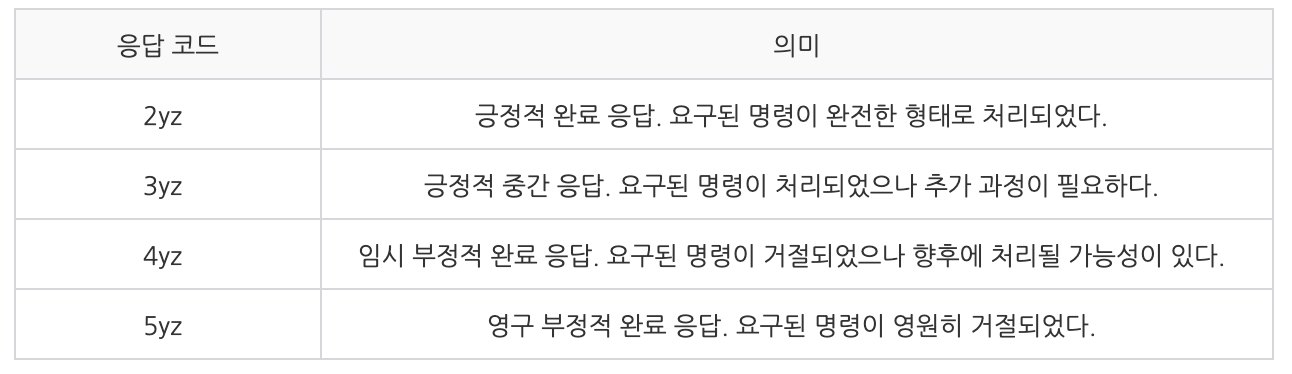 응답 코드 의미
2yz 긍정적 완료 응답. 요구된 명령이 완전한 형태로 처리되었다.
3yz 긍정적 중간 응답. 요구된 명령이 처리되었으나 추가 과정이 필요하다.
4yz 임시 부정적 완료 응답. 요구된 명령이 거절되었으나 향후에 처리될 가능성이 있다.
5yz 영구 부정적 완료 응답. 요구된 명령이 영원히 거절되었다.